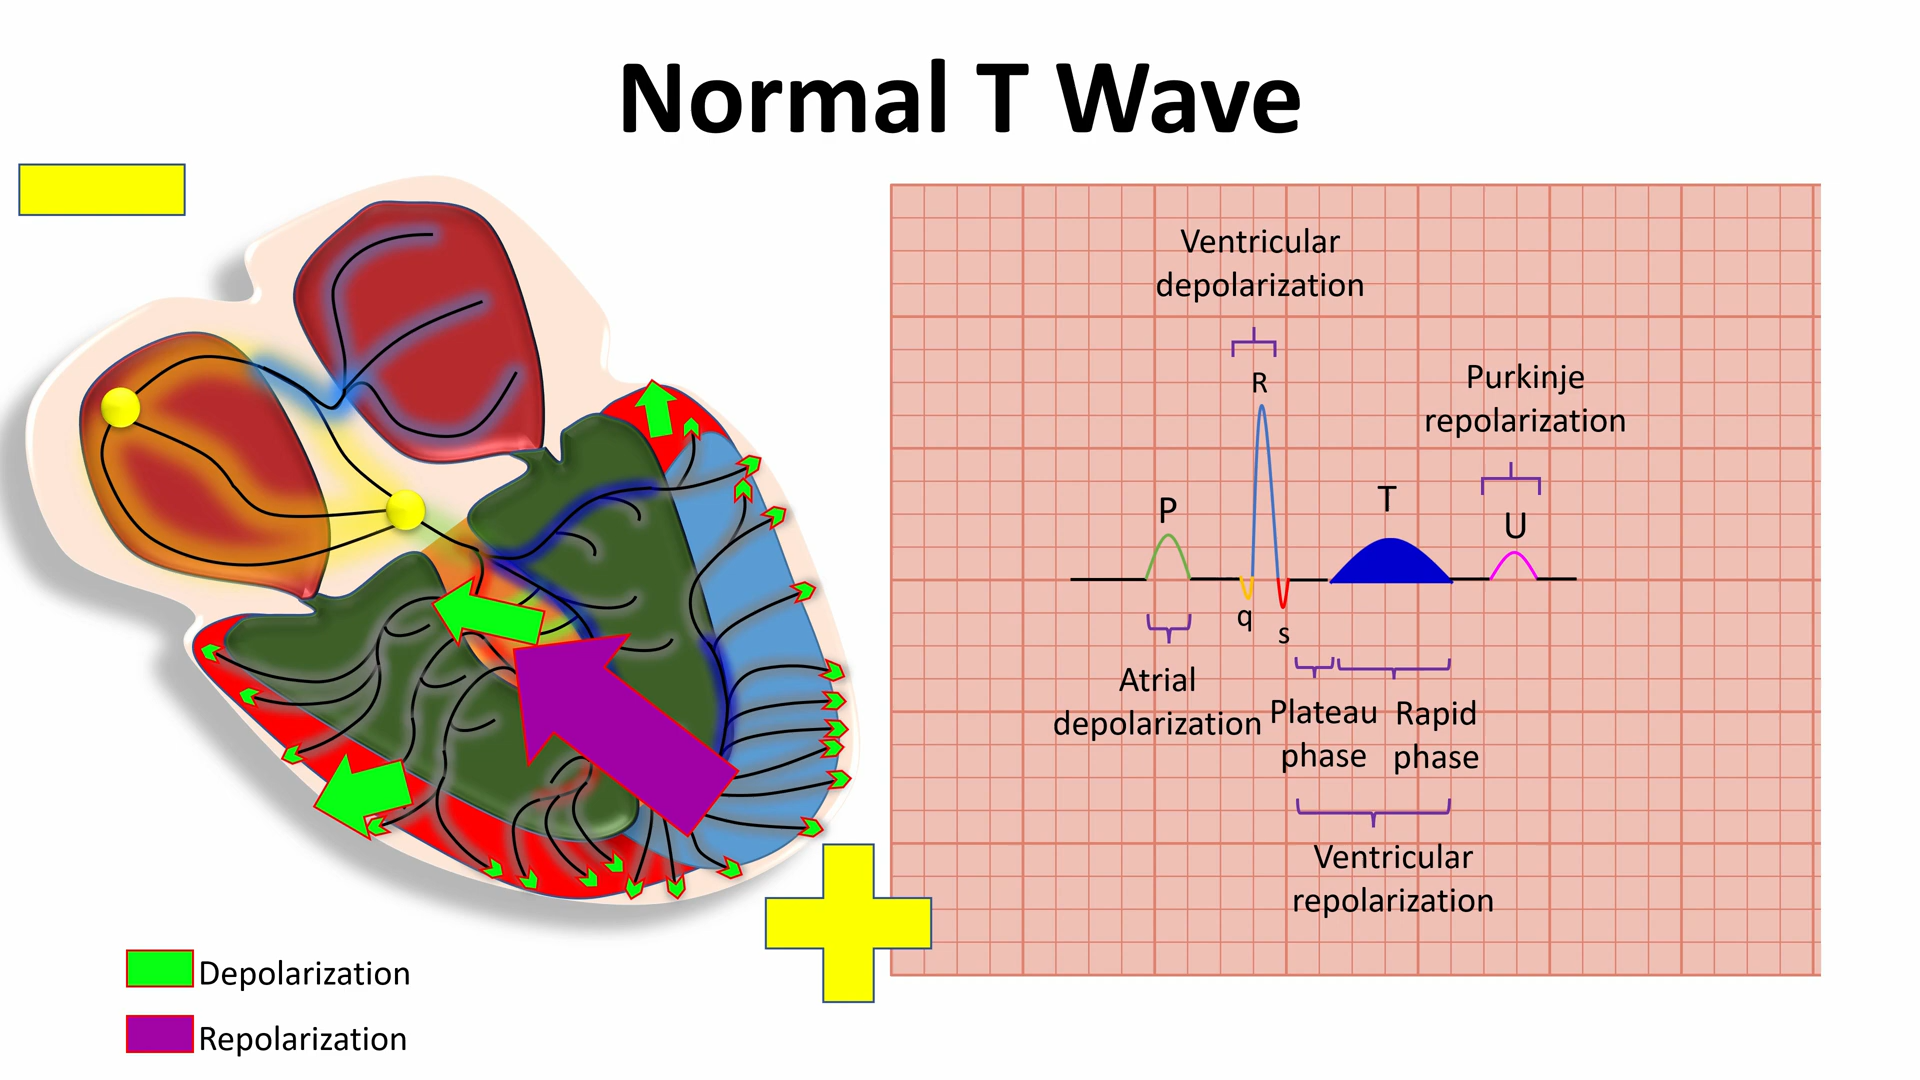 Normal T Wave
Ventricular
depolarization
R
Purkinje
repolarization
P
T
U
q
s
Atrial
depolarization
Plateau
phase
Rapid
phase
Ventricular
repolarization
Depolarization
Repolarization